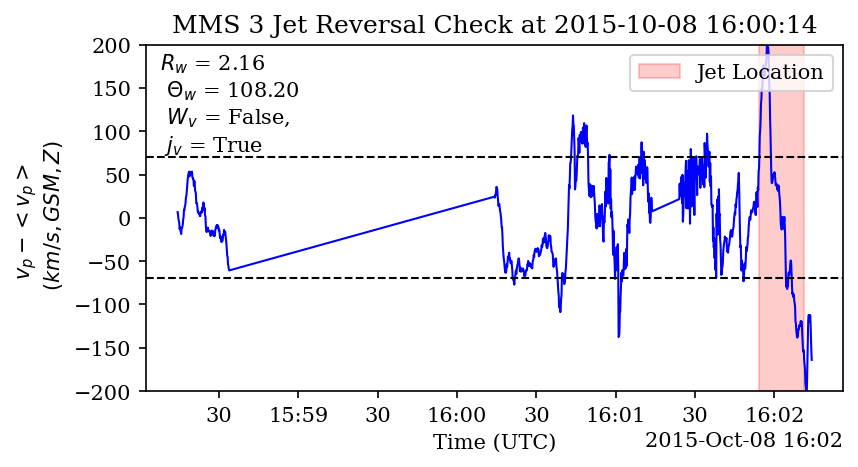 MMS 3 Jet Reversal Check at 2015-10-08 16:00:14
R_w = 2.16
Θ_w = 108.20
W_v = False,
j_v = True
Jet Location
v_p − < v_p >
(km/s, GSM, Z)
200
150
100
50
0
−50
−100
−150
−200
30 15:59 30 16:00 30 16:01 30 16:02
Time (UTC) 2015-Oct-08 16:02